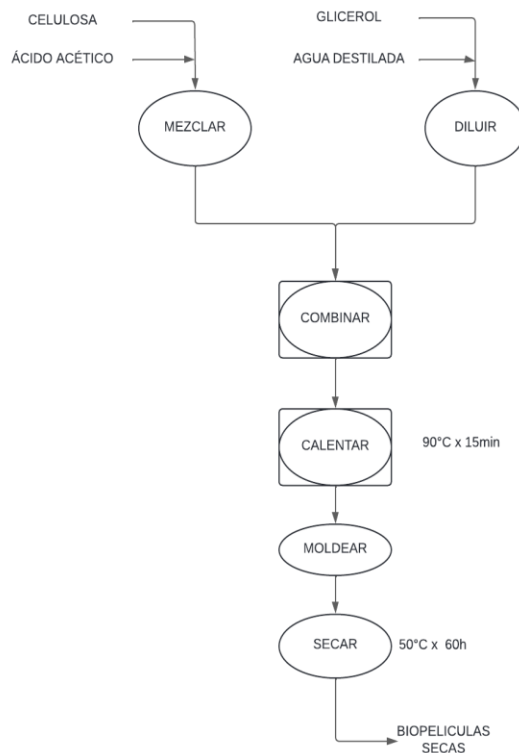 CELULOSA
ÁCIDO ACÉTICO
GLICEROL
AGUA DESTILADA
MEZCLAR
DILUIR
COMBINAR
CALENTAR
90°C x 15min
MOLDEAR
SECAR
50°C x 60h
BIOPELICULAS
SECAS